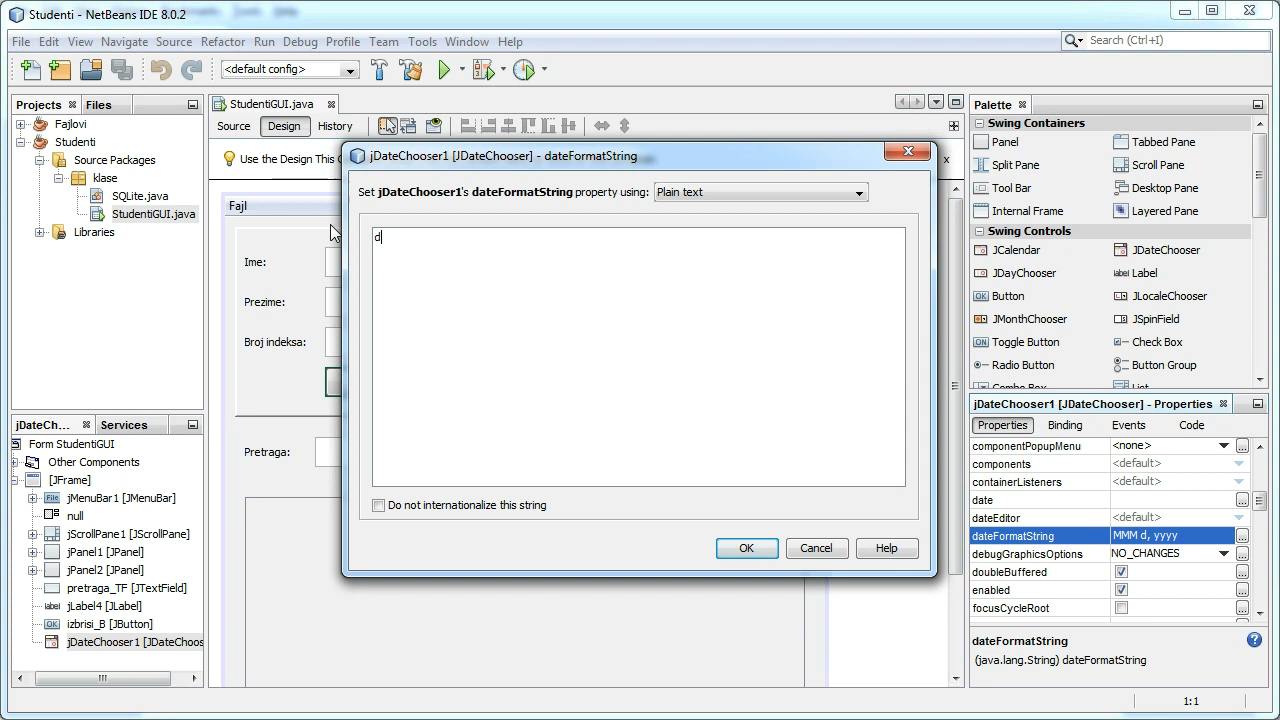 Studenti - NetBeans IDE 8.0.2
File Edit View Navigate Source Refactor Run Debug Profile Team Tools Window Help
Search (Ctrl+I)
<default config>
Projects Files
Fajlovi
Studenti
Source Packages
klase
SQLite.java
StudentiGUI.java
Libraries
jDateCh... Services
Form StudentiGUI
Other Components
[JFrame]
jMenuBar1 [JMenuBar]
null
jScrollPane1 [JScrollPane]
jPanel1 [JPanel]
jPanel2 [JPanel]
pretraga_TF [JTextField]
jLabel4 [JLabel]
izbrisi_B [JButton]
jDateChooser1 [JDateChoos
StudentiGUI.java
Source Design History
Use the Design This
Fajl
Ime:
Prezime:
Broj indeksa:
Pretraga:
jDateChooser1 [JDateChooser] - dateFormatString
Set jDateChooser1's dateFormatString property using: Plain text
d
Do not internationalize this string
OK Cancel Help
Palette
Swing Containers
Panel Tabbed Pane
Split Pane Scroll Pane
Tool Bar Desktop Pane
Internal Frame Layered Pane
Swing Controls
JCalendar JDateChooser
JDayChooser label Label
OK Button JLocaleChooser
JMonthChooser JSpinField
ON Toggle Button Check Box
Radio Button Button Group
Combo Box List
jDateChooser1 [JDateChooser] - Properties
Properties Binding Events Code
componentPopupMenu <none>
components <default>
containerListeners <default>
date
dateEditor <default>
dateFormatString MMM d, yyyy
debugGraphicsOptions NO_CHANGES
doubleBuffered
enabled
focusCycleRoot
dateFormatString
(java.lang.String) dateFormatString
1:1